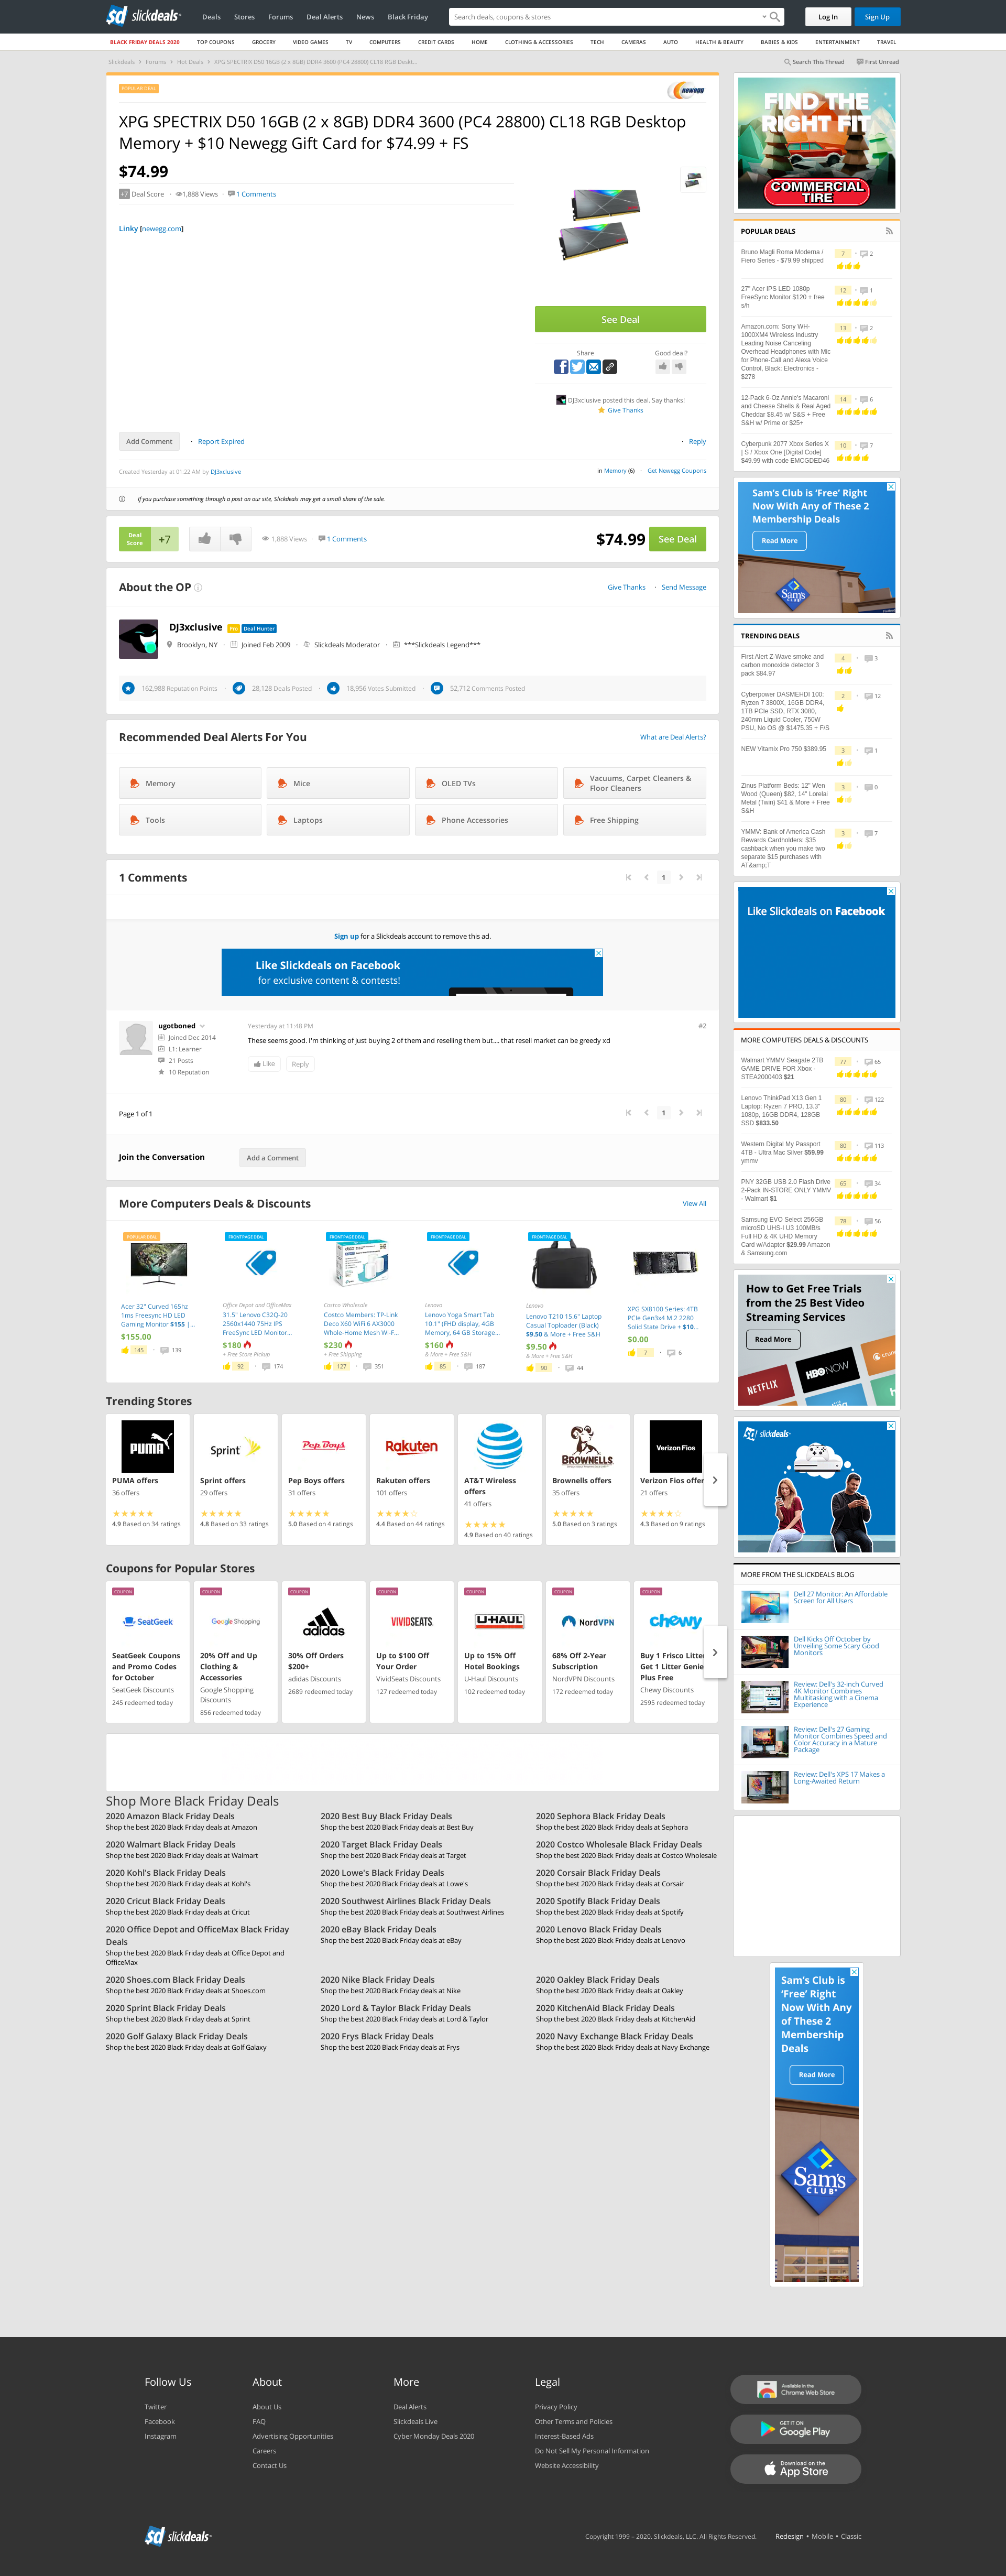 slickdeals
Deals
Stores
Forums
Deal Alerts
News
Black Friday
Search deals, coupons & stores
Log In
Sign Up
BLACK FRIDAY DEALS 2020
TOP COUPONS
GROCERY
VIDEO GAMES
TV
COMPUTERS
CREDIT CARDS
HOME
CLOTHING & ACCESSORIES
TECH
CAMERAS
AUTO
HEALTH & BEAUTY
BABIES & KIDS
ENTERTAINMENT
TRAVEL
Slickdeals
Forums
Hot Deals
XPG SPECTRIX D50 16GB (2 x 8GB) DDR4 3600 (PC4 28800) CL18 RGB Deskt...
Search This Thread
First Unread
POPULAR DEAL
newegg
XPG SPECTRIX D50 16GB (2 x 8GB) DDR4 3600 (PC4 28800) CL18 RGB Desktop
Memory + $10 Newegg Gift Card for $74.99 + FS
$74.99
+7 Deal Score
1,888 Views
1 Comments
Linky [newegg.com]
See Deal
Share
Good deal?
DJ3xclusive posted this deal. Say thanks!
Give Thanks
Add Comment
Report Expired
Reply
Created Yesterday at 01:22 AM by DJ3xclusive
in Memory (6)
Get Newegg Coupons
If you purchase something through a post on our site, Slickdeals may get a small share of the sale.
Deal
Score
+7
1,888 Views
1 Comments
$74.99
See Deal
About the OP
Give Thanks
Send Message
DJ3xclusive
Pro
Deal Hunter
Brooklyn, NY
Joined Feb 2009
Slickdeals Moderator
***Slickdeals Legend***
162,988 Reputation Points
28,128 Deals Posted
18,956 Votes Submitted
52,712 Comments Posted
Recommended Deal Alerts For You
What are Deal Alerts?
Memory
Mice
OLED TVs
Vacuums, Carpet Cleaners &
Floor Cleaners
Tools
Laptops
Phone Accessories
Free Shipping
1 Comments
1
Sign up for a Slickdeals account to remove this ad.
Like Slickdeals on Facebook
for exclusive content & contests!
ugotboned
Joined Dec 2014
L1: Learner
21 Posts
10 Reputation
Yesterday at 11:48 PM
#2
These seem good. I'm thinking of just buying 2 of them and reselling them but.... that resell market can be greedy xd
Like
Reply
Page 1 of 1
1
Join the Conversation
Add a Comment
More Computers Deals & Discounts
View All
POPULAR DEAL
Acer 32" Curved 165hz
1ms Freesync HD LED
Gaming Monitor $155 |...
$155.00
145
139
FRONTPAGE DEAL
Office Depot and OfficeMax
31.5" Lenovo C32Q-20
2560x1440 75Hz IPS
FreeSync LED Monitor...
$180
+ Free Store Pickup
92
174
FRONTPAGE DEAL
Costco Wholesale
Costco Members: TP-Link
Deco X60 WiFi 6 AX3000
Whole-Home Mesh Wi-F...
$230
+ Free Shipping
127
351
FRONTPAGE DEAL
Lenovo
Lenovo Yoga Smart Tab
10.1" (FHD display, 4GB
Memory, 64 GB Storage...
$160
& More + Free S&H
85
187
FRONTPAGE DEAL
Lenovo
Lenovo T210 15.6" Laptop
Casual Toploader (Black)
$9.50 & More + Free S&H
$9.50
& More + Free S&H
90
44
XPG SX8100 Series: 4TB
PCIe Gen3x4 M.2 2280
Solid State Drive + $10...
$0.00
7
6
Trending Stores
PUMA
PUMA offers
36 offers
4.9 Based on 34 ratings
Sprint
Sprint offers
29 offers
4.8 Based on 33 ratings
Pep Boys
Pep Boys offers
31 offers
5.0 Based on 4 ratings
Rakuten
Rakuten offers
101 offers
4.4 Based on 44 ratings
AT&T Wireless
offers
41 offers
4.9 Based on 40 ratings
BROWNELLS
Brownells offers
35 offers
5.0 Based on 3 ratings
Verizon Fios
Verizon Fios offer
21 offers
4.3 Based on 9 ratings
Coupons for Popular Stores
COUPON
SeatGeek
SeatGeek Coupons
and Promo Codes
for October
SeatGeek Discounts
245 redeemed today
COUPON
Google Shopping
20% Off and Up
Clothing &
Accessories
Google Shopping
Discounts
856 redeemed today
COUPON
adidas
30% Off Orders
$200+
adidas Discounts
2689 redeemed today
COUPON
VIVIDSEATS
Up to $100 Off
Your Order
VividSeats Discounts
127 redeemed today
COUPON
U-HAUL
Up to 15% Off
Hotel Bookings
U-Haul Discounts
102 redeemed today
COUPON
NordVPN
68% Off 2-Year
Subscription
NordVPN Discounts
172 redeemed today
COUPON
chewy
Buy 1 Frisco Litter
Get 1 Litter Genie
Plus Free
Chewy Discounts
2595 redeemed today
Shop More Black Friday Deals
2020 Amazon Black Friday Deals
Shop the best 2020 Black Friday deals at Amazon
2020 Best Buy Black Friday Deals
Shop the best 2020 Black Friday deals at Best Buy
2020 Sephora Black Friday Deals
Shop the best 2020 Black Friday deals at Sephora
2020 Walmart Black Friday Deals
Shop the best 2020 Black Friday deals at Walmart
2020 Target Black Friday Deals
Shop the best 2020 Black Friday deals at Target
2020 Costco Wholesale Black Friday Deals
Shop the best 2020 Black Friday deals at Costco Wholesale
2020 Kohl's Black Friday Deals
Shop the best 2020 Black Friday deals at Kohl's
2020 Lowe's Black Friday Deals
Shop the best 2020 Black Friday deals at Lowe's
2020 Corsair Black Friday Deals
Shop the best 2020 Black Friday deals at Corsair
2020 Cricut Black Friday Deals
Shop the best 2020 Black Friday deals at Cricut
2020 Southwest Airlines Black Friday Deals
Shop the best 2020 Black Friday deals at Southwest Airlines
2020 Spotify Black Friday Deals
Shop the best 2020 Black Friday deals at Spotify
2020 Office Depot and OfficeMax Black Friday
Deals
Shop the best 2020 Black Friday deals at Office Depot and
OfficeMax
2020 eBay Black Friday Deals
Shop the best 2020 Black Friday deals at eBay
2020 Lenovo Black Friday Deals
Shop the best 2020 Black Friday deals at Lenovo
2020 Shoes.com Black Friday Deals
Shop the best 2020 Black Friday deals at Shoes.com
2020 Nike Black Friday Deals
Shop the best 2020 Black Friday deals at Nike
2020 Oakley Black Friday Deals
Shop the best 2020 Black Friday deals at Oakley
2020 Sprint Black Friday Deals
Shop the best 2020 Black Friday deals at Sprint
2020 Lord & Taylor Black Friday Deals
Shop the best 2020 Black Friday deals at Lord & Taylor
2020 KitchenAid Black Friday Deals
Shop the best 2020 Black Friday deals at KitchenAid
2020 Golf Galaxy Black Friday Deals
Shop the best 2020 Black Friday deals at Golf Galaxy
2020 Frys Black Friday Deals
Shop the best 2020 Black Friday deals at Frys
2020 Navy Exchange Black Friday Deals
Shop the best 2020 Black Friday deals at Navy Exchange
FIND THE
RIGHT FIT
COMMERCIAL
TIRE
POPULAR DEALS
Bruno Magli Roma Moderna /
Fiero Series - $79.99 shipped
7
2
27" Acer IPS LED 1080p
FreeSync Monitor $120 + free
s/h
12
1
Amazon.com: Sony WH-
1000XM4 Wireless Industry
Leading Noise Canceling
Overhead Headphones with Mic
for Phone-Call and Alexa Voice
Control, Black: Electronics -
$278
13
2
12-Pack 6-Oz Annie's Macaroni
and Cheese Shells & Real Aged
Cheddar $8.45 w/ S&S + Free
S&H w/ Prime or $25+
14
6
Cyberpunk 2077 Xbox Series X
| S / Xbox One [Digital Code]
$49.99 with code EMCGDED46
10
7
Sam's Club is 'Free' Right
Now With Any of These 2
Membership Deals
Read More
Sam's
CLUB
TRENDING DEALS
First Alert Z-Wave smoke and
carbon monoxide detector 3
pack $84.97
4
3
Cyberpower DASMEHDI 100:
Ryzen 7 3800X, 16GB DDR4,
1TB PCIe SSD, RTX 3080,
240mm Liquid Cooler, 750W
PSU, No OS @ $1475.35 + F/S
2
12
NEW Vitamix Pro 750 $389.95
3
1
Zinus Platform Beds: 12" Wen
Wood (Queen) $82, 14" Lorelai
Metal (Twin) $41 & More + Free
S&H
3
0
YMMV: Bank of America Cash
Rewards Cardholders: $35
cashback when you make two
separate $15 purchases with
AT&amp;T
3
7
Like Slickdeals on Facebook
MORE COMPUTERS DEALS & DISCOUNTS
Walmart YMMV Seagate 2TB
GAME DRIVE FOR Xbox -
STEA2000403 $21
77
65
Lenovo ThinkPad X13 Gen 1
Laptop: Ryzen 7 PRO, 13.3"
1080p, 16GB DDR4, 128GB
SSD $833.50
80
122
Western Digital My Passport
4TB - Ultra Mac Silver $59.99
ymmv
80
113
PNY 32GB USB 2.0 Flash Drive
2-Pack IN-STORE ONLY YMMV
- Walmart $1
65
34
Samsung EVO Select 256GB
microSD UHS-I U3 100MB/s
Full HD & 4K UHD Memory
Card w/Adapter $29.99 Amazon
& Samsung.com
78
56
How to Get Free Trials
from the 25 Best Video
Streaming Services
Read More
NETFLIX
HBO NOW
slickdeals
MORE FROM THE SLICKDEALS BLOG
Dell 27 Monitor: An Affordable
Screen for All Users
Dell Kicks Off October by
Unveiling Some Scary Good
Monitors
Review: Dell's 32-inch Curved
4K Monitor Combines
Multitasking with a Cinema
Experience
Review: Dell's 27 Gaming
Monitor Combines Speed and
Color Accuracy in a Mature
Package
Review: Dell's XPS 17 Makes a
Long-Awaited Return
Sam's Club is
'Free' Right
Now With Any
of These 2
Membership
Deals
Read More
Sam's
CLUB
Follow Us
Twitter
Facebook
Instagram
About
About Us
FAQ
Advertising Opportunities
Careers
Contact Us
More
Deal Alerts
Slickdeals Live
Cyber Monday Deals 2020
Legal
Privacy Policy
Other Terms and Policies
Interest-Based Ads
Do Not Sell My Personal Information
Website Accessibility
Available in the
Chrome Web Store
GET IT ON
Google Play
Download on the
App Store
slickdeals
Copyright 1999 – 2020. Slickdeals, LLC. All Rights Reserved.
Redesign • Mobile • Classic